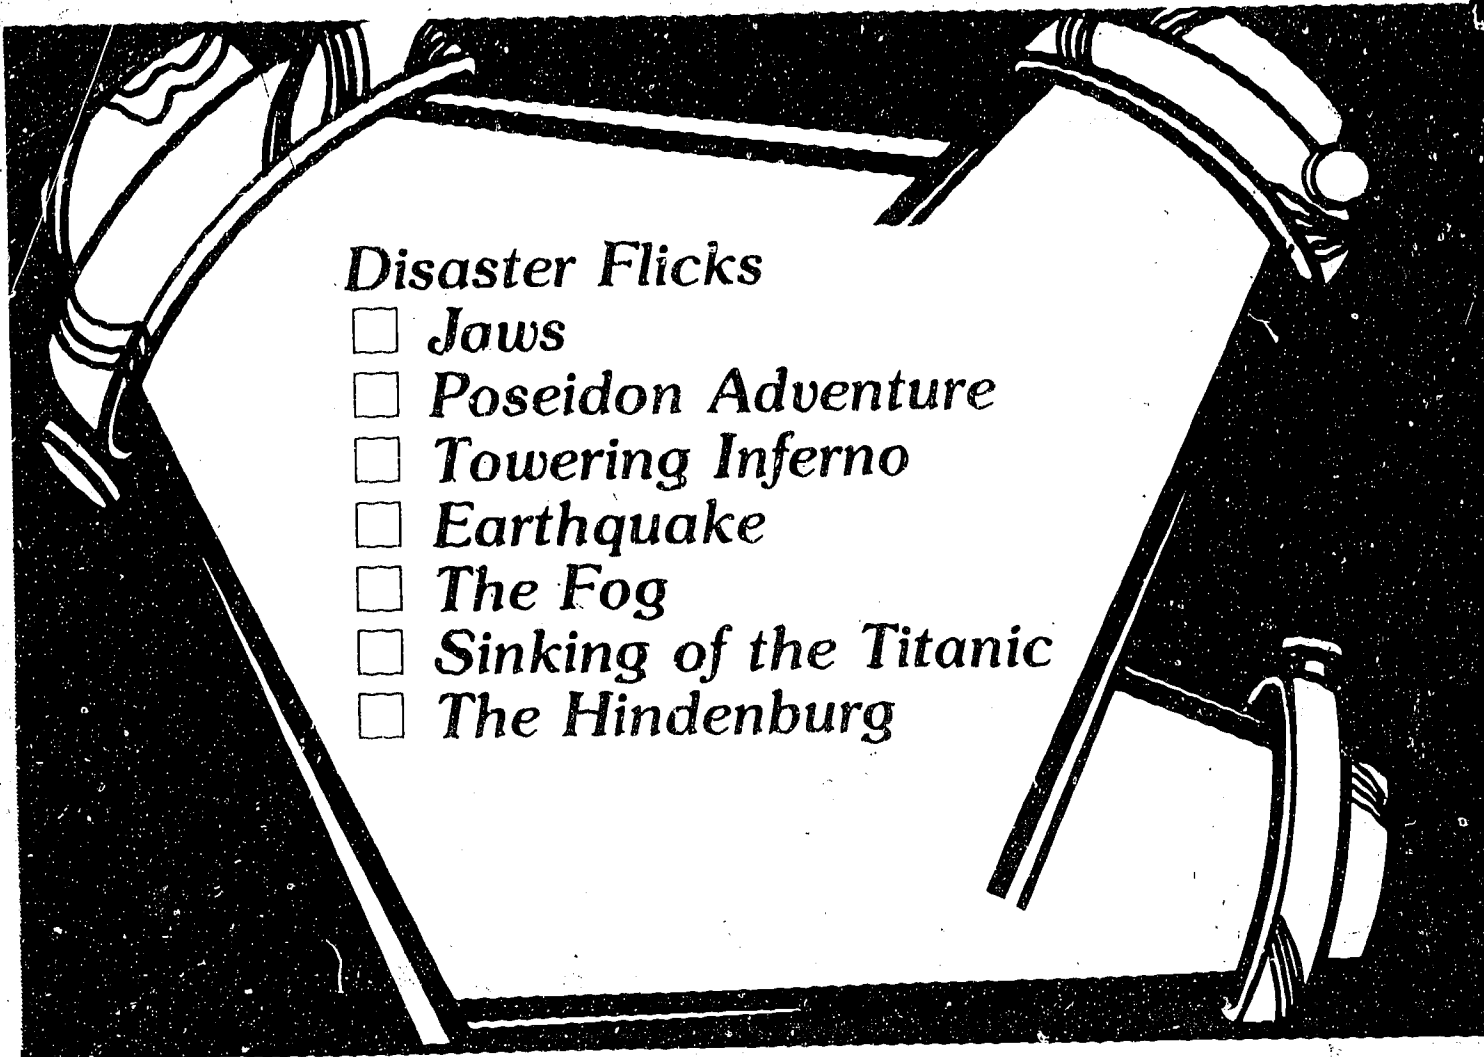 Disaster Flicks
☐ Jaws
☐ Poseidon Adventure
☐ Towering Inferno
☐ Earthquake
☐ The Fog
☐ Sinking of the Titanic
☐ The Hindenburg